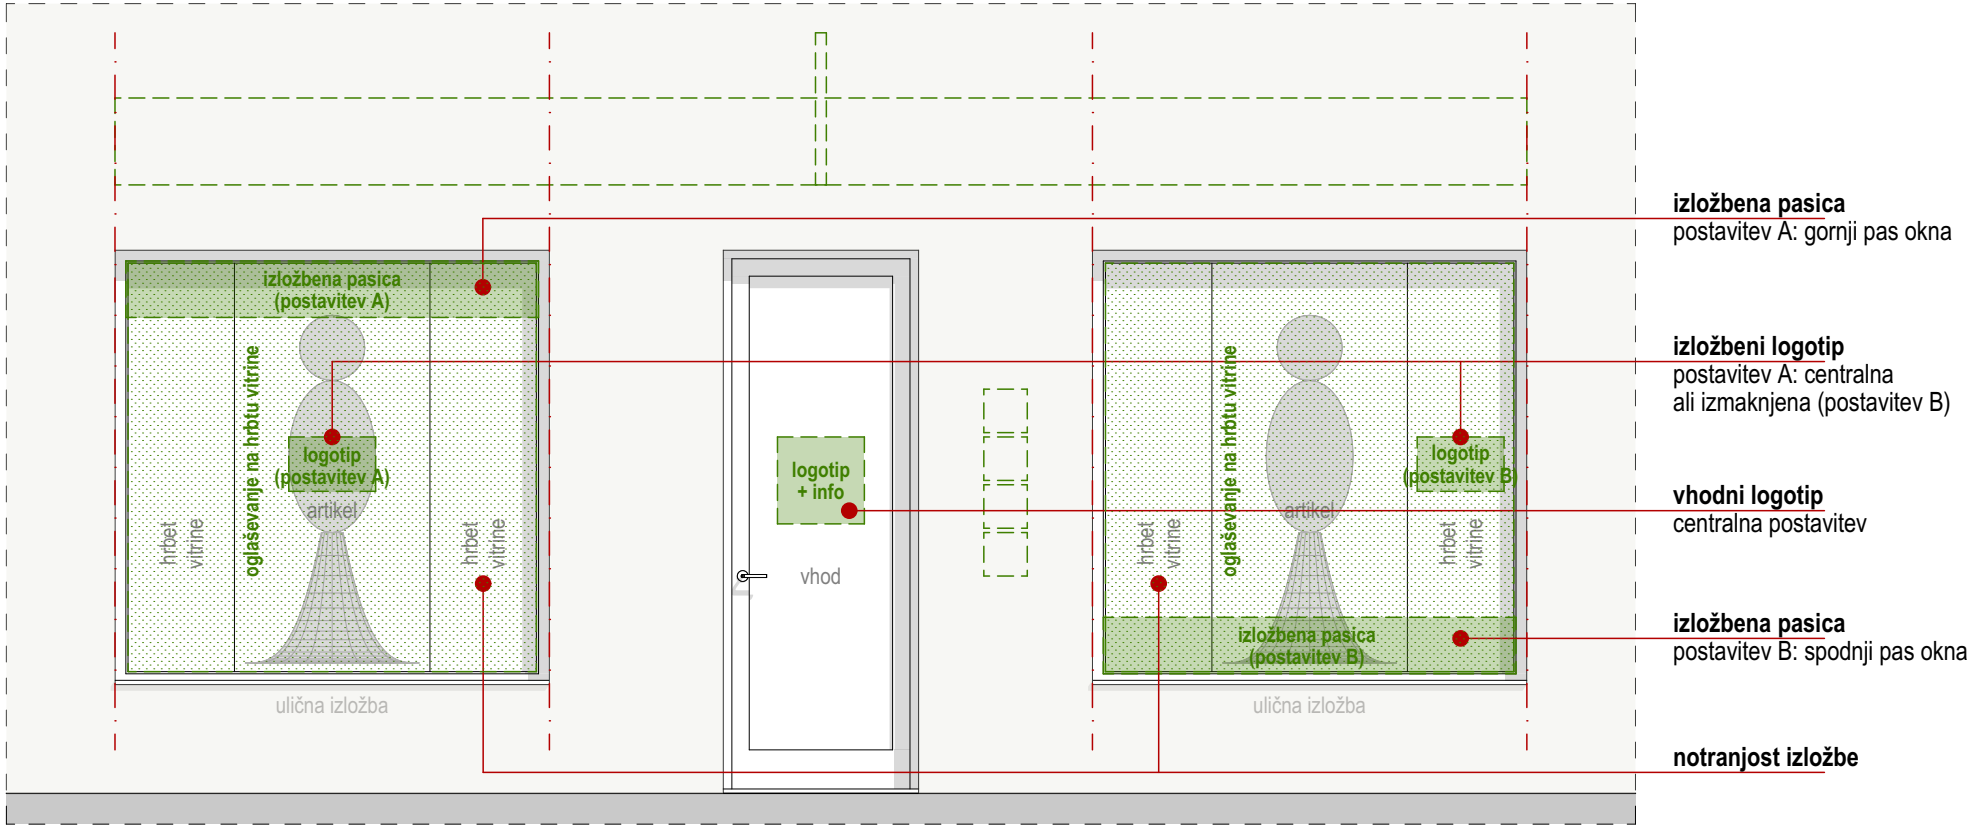 izložbena pasica
(postavitev A)
oglaševanje na hrbtu vitrine
logotip
(postavitev A)
artikel
hrbet
vitrine
hrbet
vitrine
ulična izložba
logotip
+ info
vhod
oglaševanje na hrbtu vitrine
logotip
(postavitev B)
artikel
hrbet
vitrine
hrbet
vitrine
izložbena pasica
(postavitev B)
ulična izložba
izložbena pasica
postavitev A: gornji pas okna
izložbeni logotip
postavitev A: centralna
ali izmaknjena (postavitev B)
vhodni logotip
centralna postavitev
izložbena pasica
postavitev B: spodnji pas okna
notranjost izložbe